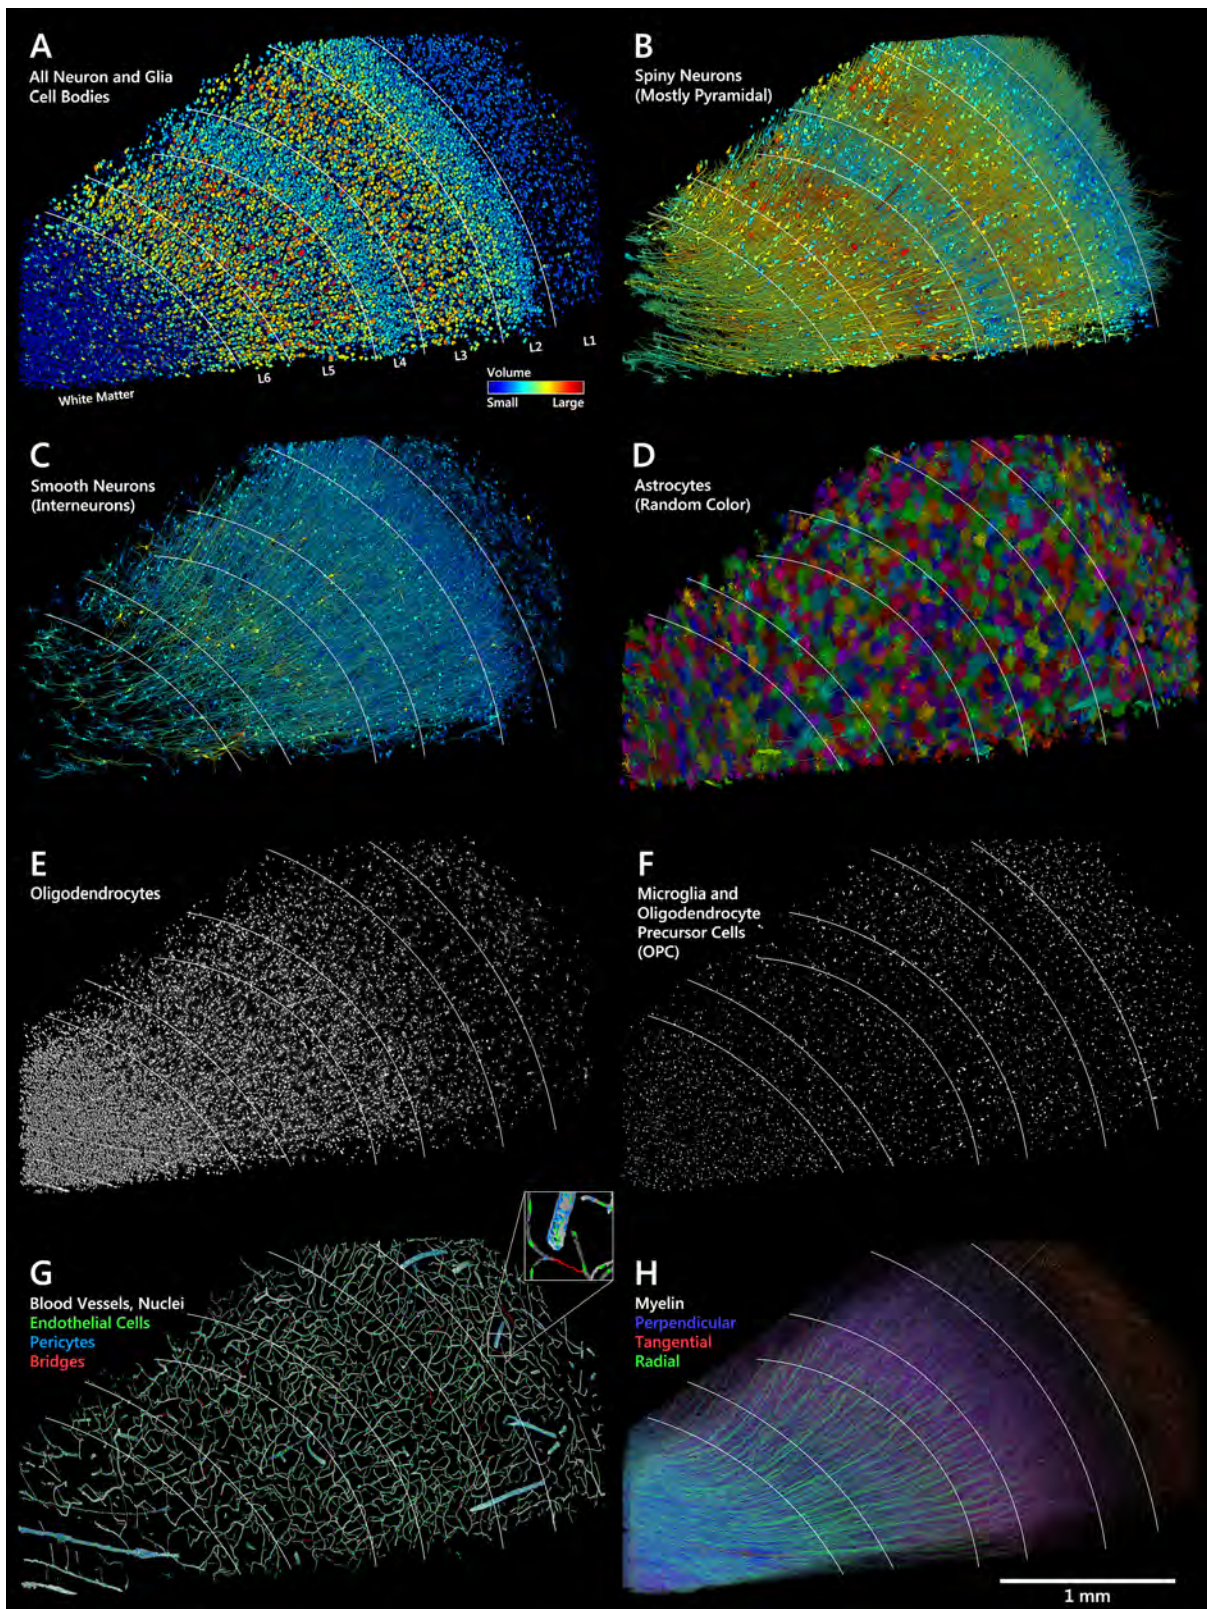 A
All Neuron and Glia
Cell Bodies
White Matter
L6
L5
L4
L3
L2
L1
Volume
Small
Large
B
Spiny Neurons
(Mostly Pyramidal)
C
Smooth Neurons
(Interneurons)
D
Astrocytes
(Random Color)
E
Oligodendrocytes
F
Microglia and
Oligodendrocyte
Precursor Cells
(OPC)
G
Blood Vessels, Nuclei
Endothelial Cells
Pericytes
Bridges
H
Myelin
Perpendicular
Tangential
Radial
1 mm